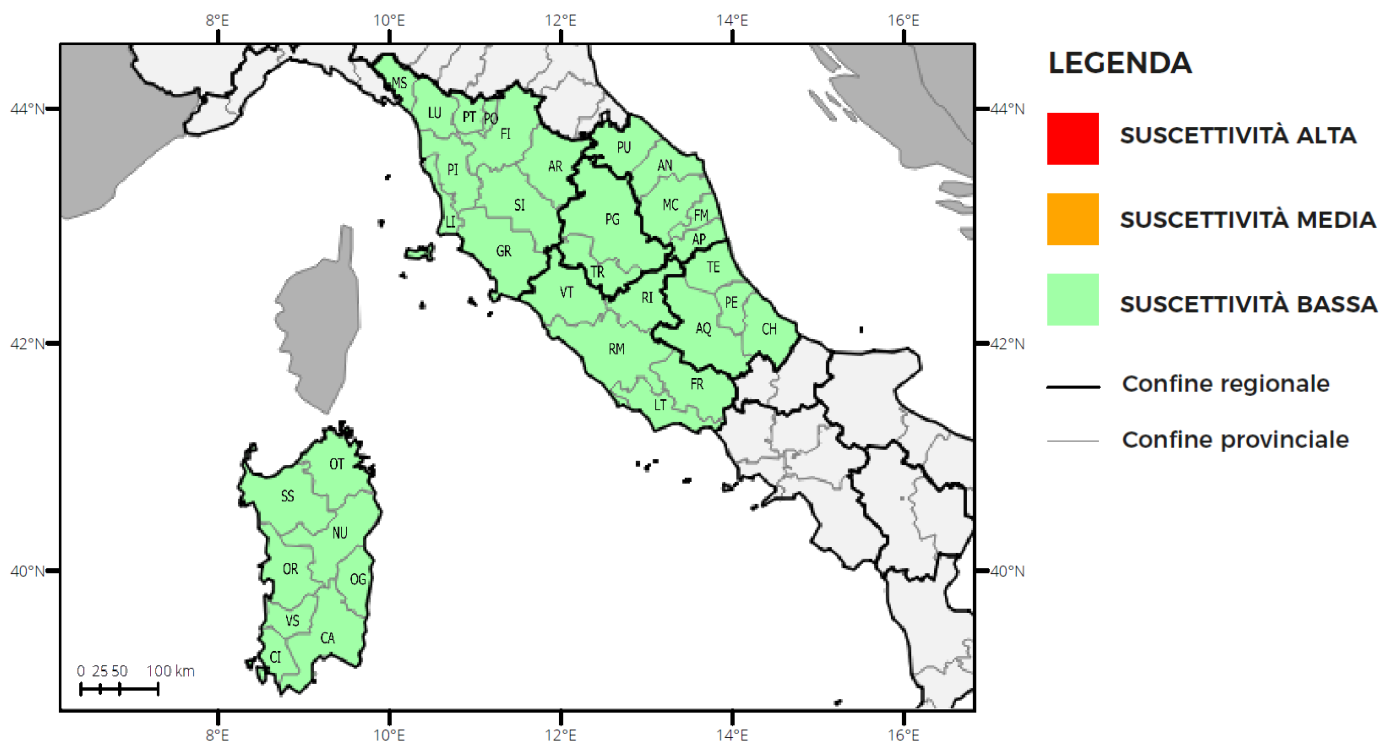 8°E 10°E 12°E 14°E 16°E
LEGENDA
44°N 44°N
SUSCETTIVITÀ ALTA
SUSCETTIVITÀ MEDIA
SUSCETTIVITÀ BASSA
Confine regionale
Confine provinciale
MS
LU PT PO
FI
PU
AR AN
PI
SI MC FM
PG
LI
AP
GR
TE
TR
VT RI PE
AQ CH
42°N 42°N
RM
FR
LT
OT
SS
NU
OR OG
40°N 40°N
VS
CA
CI
0 25 50 100 km
8°E 10°E 12°E 14°E 16°E